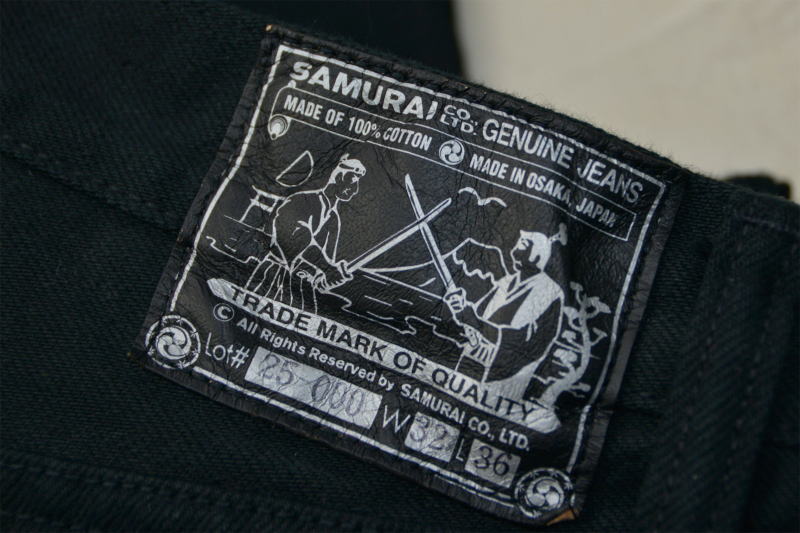 SAMURAI CO., LTD. GENUINE JEANS
MADE OF 100% COTTON MADE IN OSAKA, JAPAN
TRADE MARK OF QUALITY
© All Rights Reserved by SAMURAI CO., LTD.
Lot# 25-000 W 32 L 36